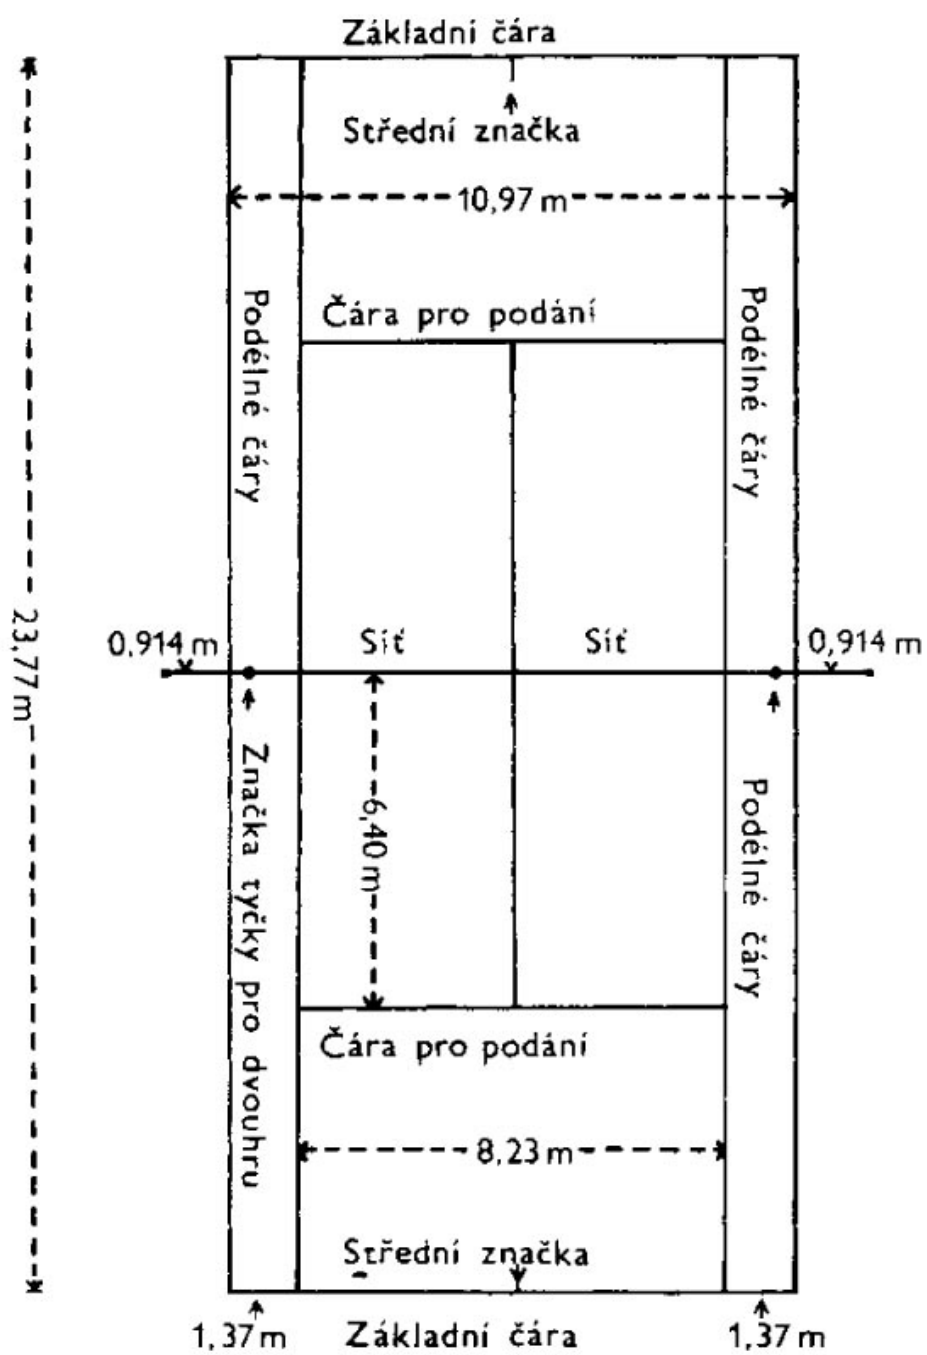 Základní čára
Střední značka
10,97 m
Čára pro podání
Podélné čáry
Podélné čáry
23,77 m
0,914 m
Síť
Síť
0,914 m
Značka tyčky pro dvouhru
6,40 m
Podélné čáry
Čára pro podání
8,23 m
Střední značka
1,37 m
Základní čára
1,37 m